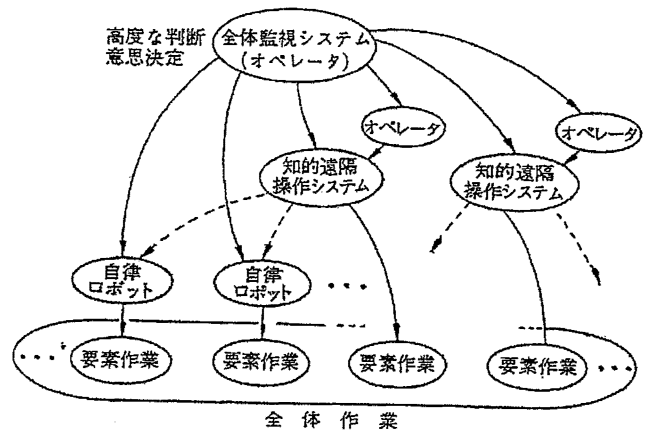 高度な判断
意思決定
全体監視システム
(オペレータ)
オペレータ
オペレータ
知的遠隔
操作システム
知的遠隔
操作システム
自律
ロボット
自律
ロボット
要素作業
要素作業
要素作業
要素作業
全体作業